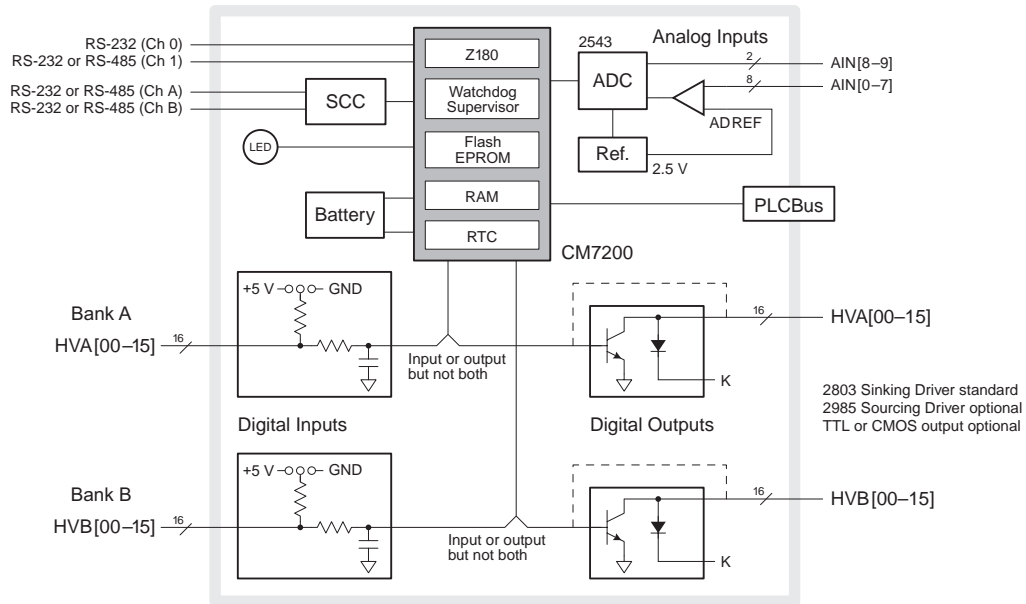 RS-232 (Ch 0)
RS-232 or RS-485 (Ch 1)
RS-232 or RS-485 (Ch A)
RS-232 or RS-485 (Ch B)
SCC
LED
Battery
Z180
Watchdog
Supervisor
Flash
EPROM
RAM
RTC
CM7200
2543
ADC
Analog Inputs
2
AIN[8–9]
8
AIN[0–7]
ADREF
Ref.
2.5 V
PLCBus
+5 V
GND
Bank A
HVA[00–15]
16
Input or output
but not both
16
HVA[00–15]
K
2803 Sinking Driver standard
2985 Sourcing Driver optional
TTL or CMOS output optional
Digital Inputs
Digital Outputs
+5 V
GND
Bank B
HVB[00–15]
16
Input or output
but not both
16
HVB[00–15]
K